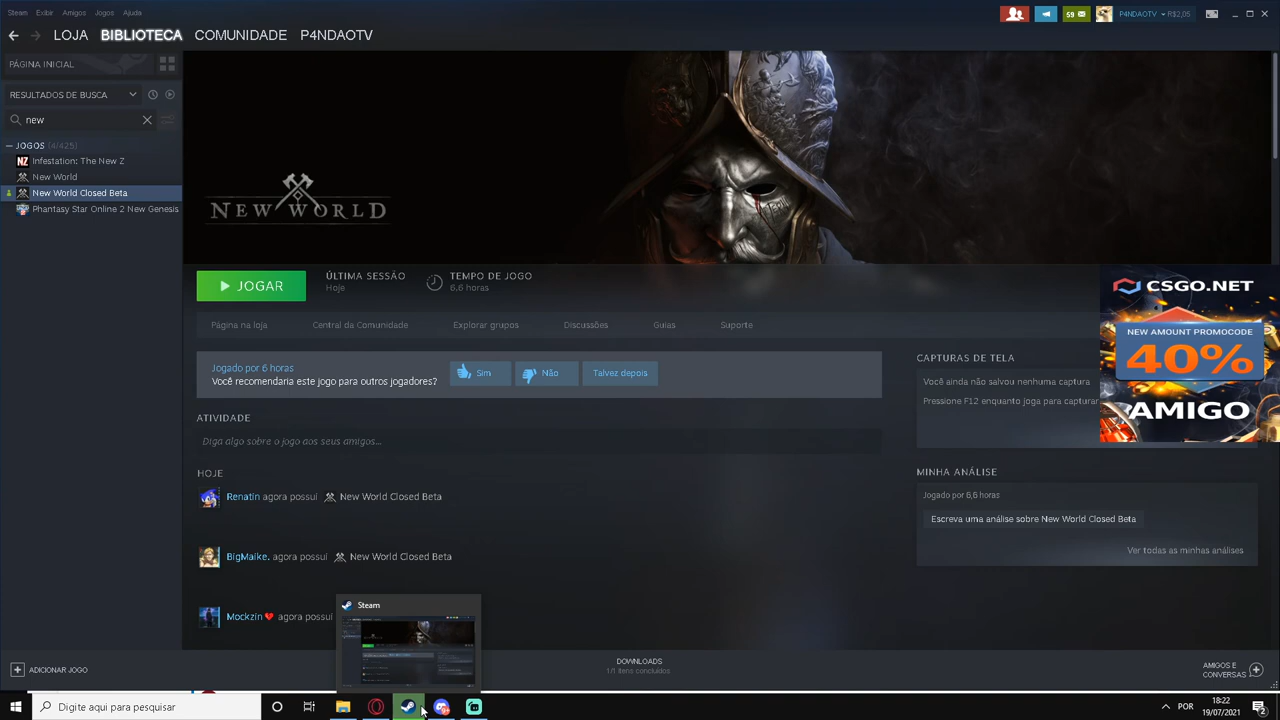 Steam Exibir Amigos Jogos Ajuda
59 P4NDAOTV R$2,05
LOJA BIBLIOTECA COMUNIDADE P4NDAOTV
PÁGINA INICIAL
RESULTADOS DE BUSCA
new
JOGOS (4/425)
NZ Infestation: The New Z
New World
New World Closed Beta
Phantasy Star Online 2 New Genesis
NEW WORLD
JOGAR
ÚLTIMA SESSÃO
Hoje
TEMPO DE JOGO
6,6 horas
Página na loja Central da Comunidade Explorar grupos Discussões Guias Suporte
Jogado por 6 horas
Você recomendaria este jogo para outros jogadores?
Sim Não Talvez depois
ATIVIDADE
Diga algo sobre o jogo aos seus amigos...
HOJE
Renatin agora possui New World Closed Beta
BigMaike. agora possui New World Closed Beta
Mockzin agora possui
CAPTURAS DE TELA
Você ainda não salvou nenhuma captura
Pressione F12 enquanto joga para capturar
MINHA ANÁLISE
Jogado por 6,6 horas
Escreva uma análise sobre New World Closed Beta
Ver todas as minhas análises
CSGO.NET
NEW AMOUNT PROMOCODE
40%
AMIGO
Steam
ADICIONAR JOGO
DOWNLOADS
1/1 itens concluídos
AMIGOS E
CONVERSAS
Digite aqui para pesquisar
POR
18:22
19/07/2021
2